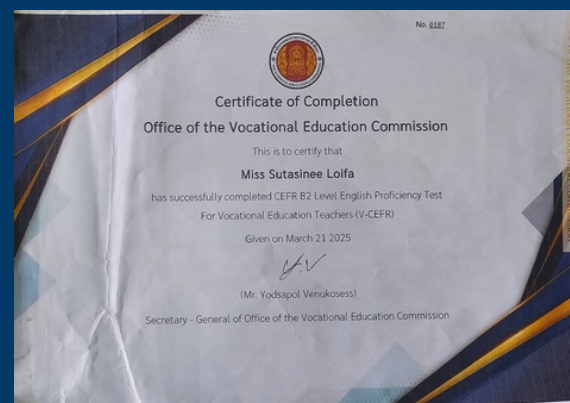 No. 0187
Certificate of Completion
Office of the Vocational Education Commission
This is to certify that
Miss Sutasinee Loifa
has successfully completed CEFR B2 Level English Proficiency Test
For Vocational Education Teachers (V-CEFR)
Given on March 21 2025
(Mr. Yodsapol Venukosess)
Secretary - General of Office of the Vocational Education Commission